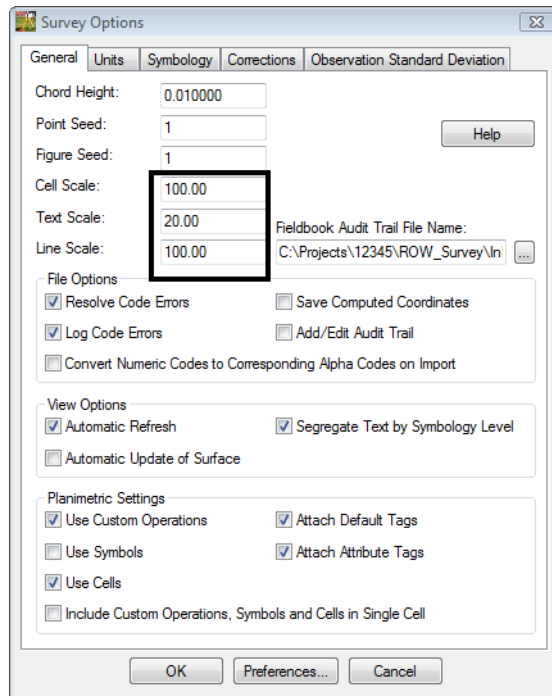 Survey Options
General Units Symbology Corrections Observation Standard Deviation
Chord Height: 0.010000
Point Seed: 1
Help
Figure Seed: 1
Cell Scale: 100.00
Text Scale: 20.00
Fieldbook Audit Trail File Name:
Line Scale: 100.00 C:\Projects\12345\ROW_Survey\In ...
File Options
Resolve Code Errors Save Computed Coordinates
Log Code Errors Add/Edit Audit Trail
Convert Numeric Codes to Corresponding Alpha Codes on Import
View Options
Automatic Refresh Segregate Text by Symbology Level
Automatic Update of Surface
Planimetric Settings
Use Custom Operations Attach Default Tags
Use Symbols Attach Attribute Tags
Use Cells
Include Custom Operations, Symbols and Cells in Single Cell
OK Preferences... Cancel